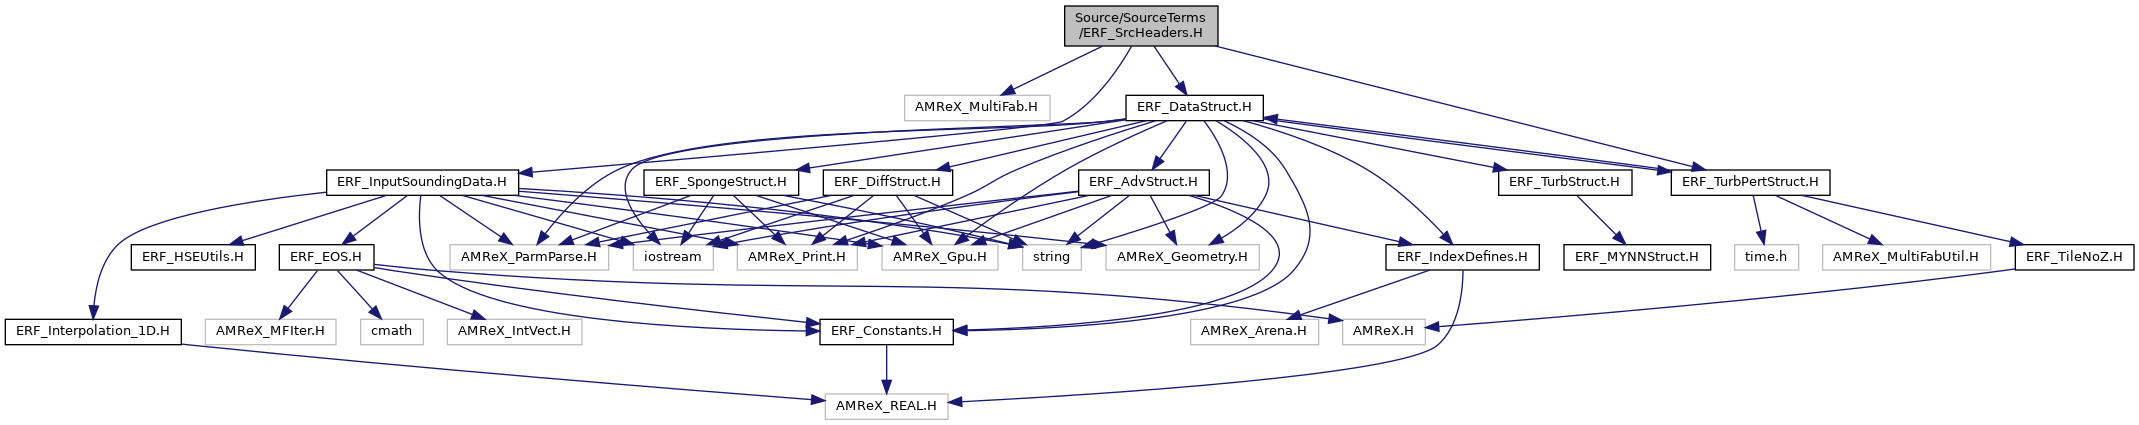 Source/SourceTerms
/ERF_SrcHeaders.H
AMReX_MultiFab.H
ERF_DataStruct.H
ERF_InputSoundingData.H
ERF_SpongeStruct.H
ERF_DiffStruct.H
ERF_AdvStruct.H
ERF_TurbStruct.H
ERF_TurbPertStruct.H
ERF_HSEUtils.H
ERF_EOS.H
AMReX_ParmParse.H
iostream
AMReX_Print.H
AMReX_Gpu.H
string
AMReX_Geometry.H
ERF_IndexDefines.H
ERF_MYNNStruct.H
time.h
AMReX_MultiFabUtil.H
ERF_TileNoZ.H
ERF_Interpolation_1D.H
AMReX_MFIter.H
cmath
AMReX_IntVect.H
ERF_Constants.H
AMReX_Arena.H
AMReX.H
AMReX_REAL.H